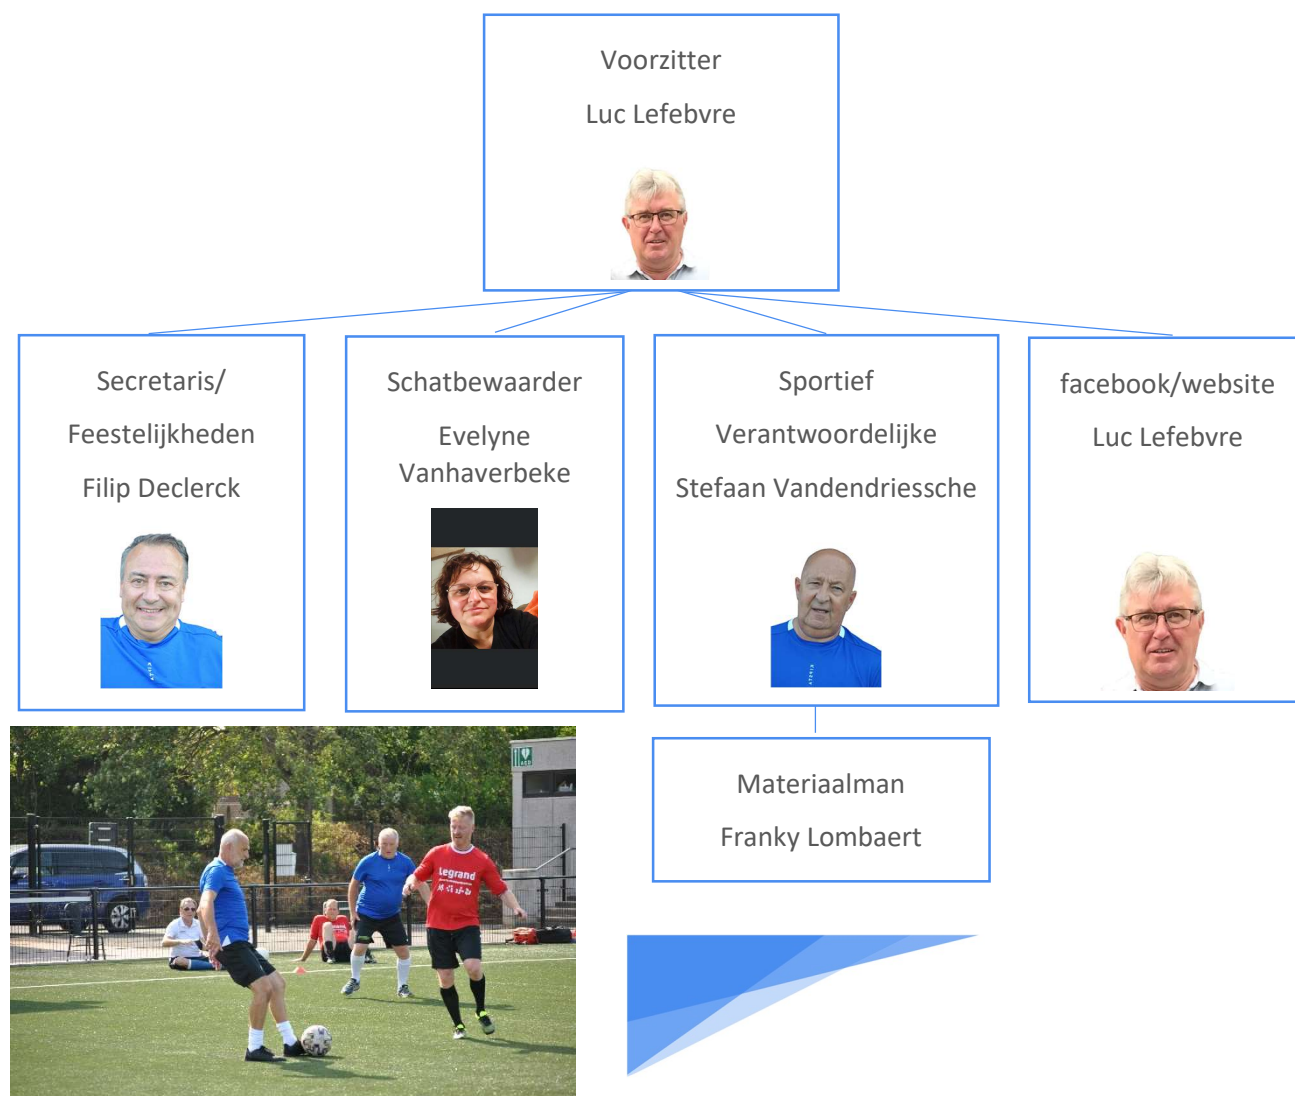 Voorzitter
Luc Lefebvre
Secretaris/
Feestelijkheden
Filip Declerck
Schatbewaarder
Evelyne
Vanhaverbeke
Sportief
Verantwoordelijke
Stefaan Vandendriessche
facebook/website
Luc Lefebvre
Materiaalman
Franky Lombaert
Legrand